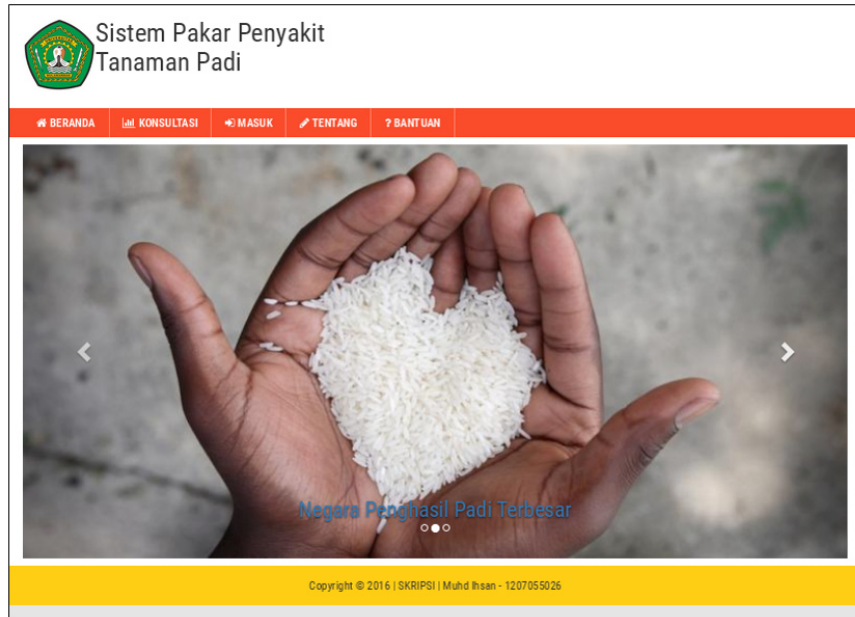 Sistem Pakar Penyakit
Tanaman Padi
BERANDA KONSULTASI MASUK TENTANG ? BANTUAN
Negara Penghasil Padi Terbesar
Copyright © 2016 | SKRIPSI | Muhd Ihsan - 1207055026